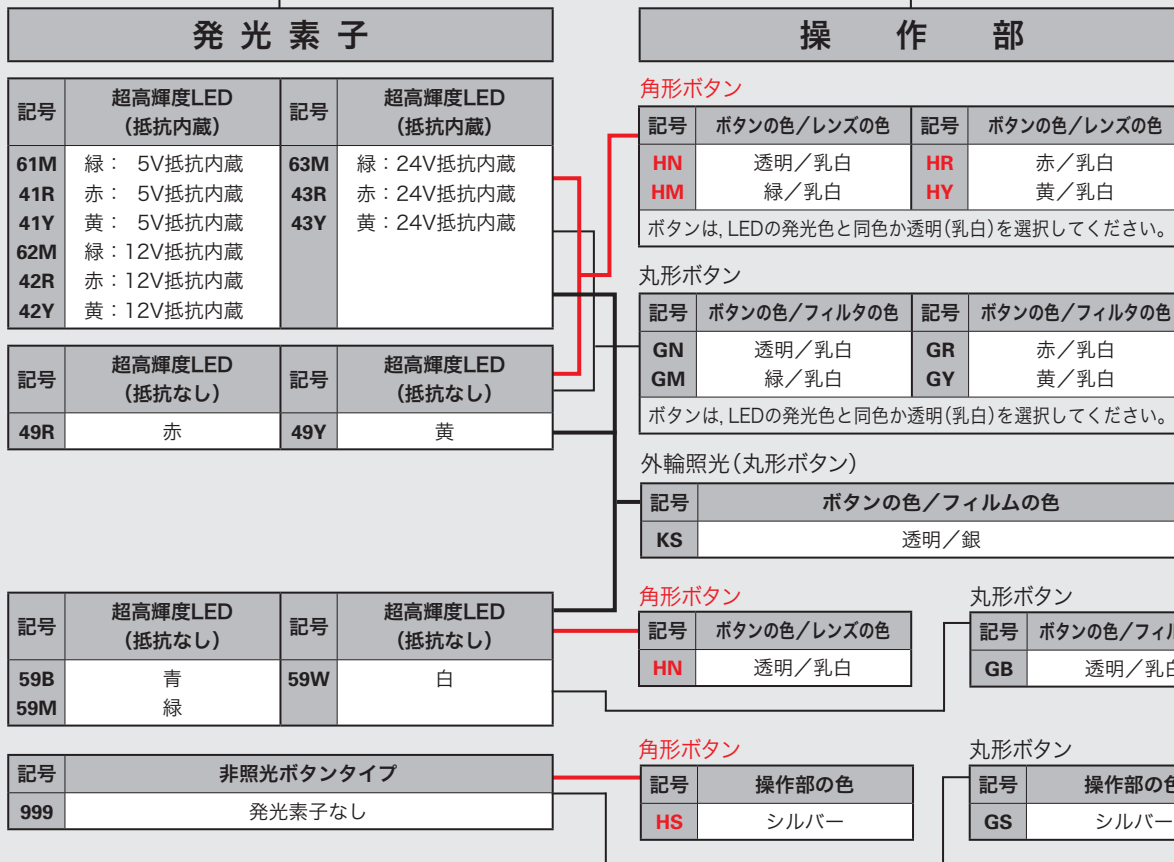 発光素子
操作部
記号 超高輝度LED（抵抗内蔵） 記号 超高輝度LED（抵抗内蔵）
61M 緑： 5V抵抗内蔵 63M 緑：24V抵抗内蔵
41R 赤： 5V抵抗内蔵 43R 赤：24V抵抗内蔵
41Y 黄： 5V抵抗内蔵 43Y 黄：24V抵抗内蔵
62M 緑：12V抵抗内蔵
42R 赤：12V抵抗内蔵
42Y 黄：12V抵抗内蔵
角形ボタン
記号 ボタンの色／レンズの色 記号 ボタンの色／レンズの色
HN 透明／乳白 HR 赤／乳白
HM 緑／乳白 HY 黄／乳白
ボタンは, LEDの発光色と同色か透明（乳白）を選択してください。
丸形ボタン
記号 ボタンの色／フィルタの色 記号 ボタンの色／フィルタの色
GN 透明／乳白 GR 赤／乳白
GM 緑／乳白 GY 黄／乳白
ボタンは, LEDの発光色と同色か透明（乳白）を選択してください。
記号 超高輝度LED（抵抗なし） 記号 超高輝度LED（抵抗なし）
49R 赤 49Y 黄
外輪照光（丸形ボタン）
記号 ボタンの色／フィルムの色
KS 透明／銀
記号 超高輝度LED（抵抗なし） 記号 超高輝度LED（抵抗なし）
59B 青 59W 白
59M 緑
角形ボタン
記号 ボタンの色／レンズの色
HN 透明／乳白
丸形ボタン
記号 ボタンの色／フィ
GB 透明／乳
記号 非照光ボタンタイプ
999 発光素子なし
角形ボタン
記号 操作部の色
HS シルバー
丸形ボタン
記号 操作部の色
GS シルバー